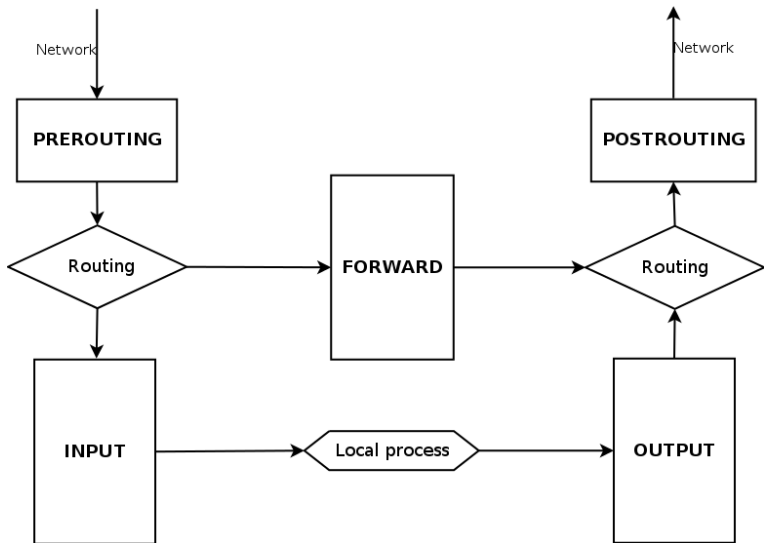 Network
Network
PREROUTING
POSTROUTING
Routing
FORWARD
Routing
INPUT
Local process
OUTPUT